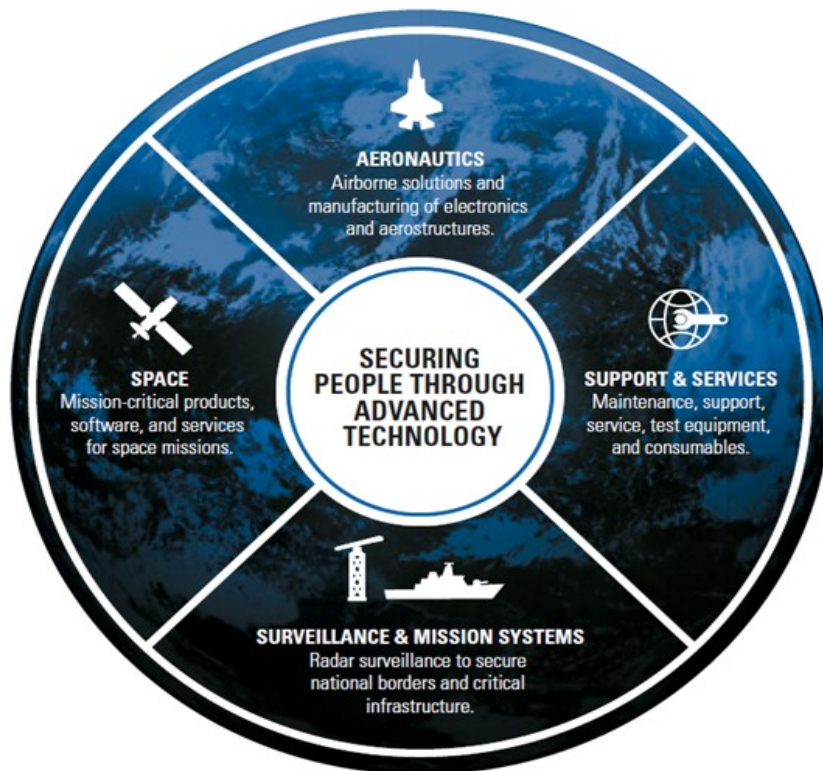 AERONAUTICS
Airborne solutions and
manufacturing of electronics
and aerostructures.
SPACE
Mission-critical products,
software, and services
for space missions.
SECURING
PEOPLE THROUGH
ADVANCED
TECHNOLOGY
SUPPORT & SERVICES
Maintenance, support,
service, test equipment,
and consumables.
SURVEILLANCE & MISSION SYSTEMS
Radar surveillance to secure
national borders and critical
infrastructure.